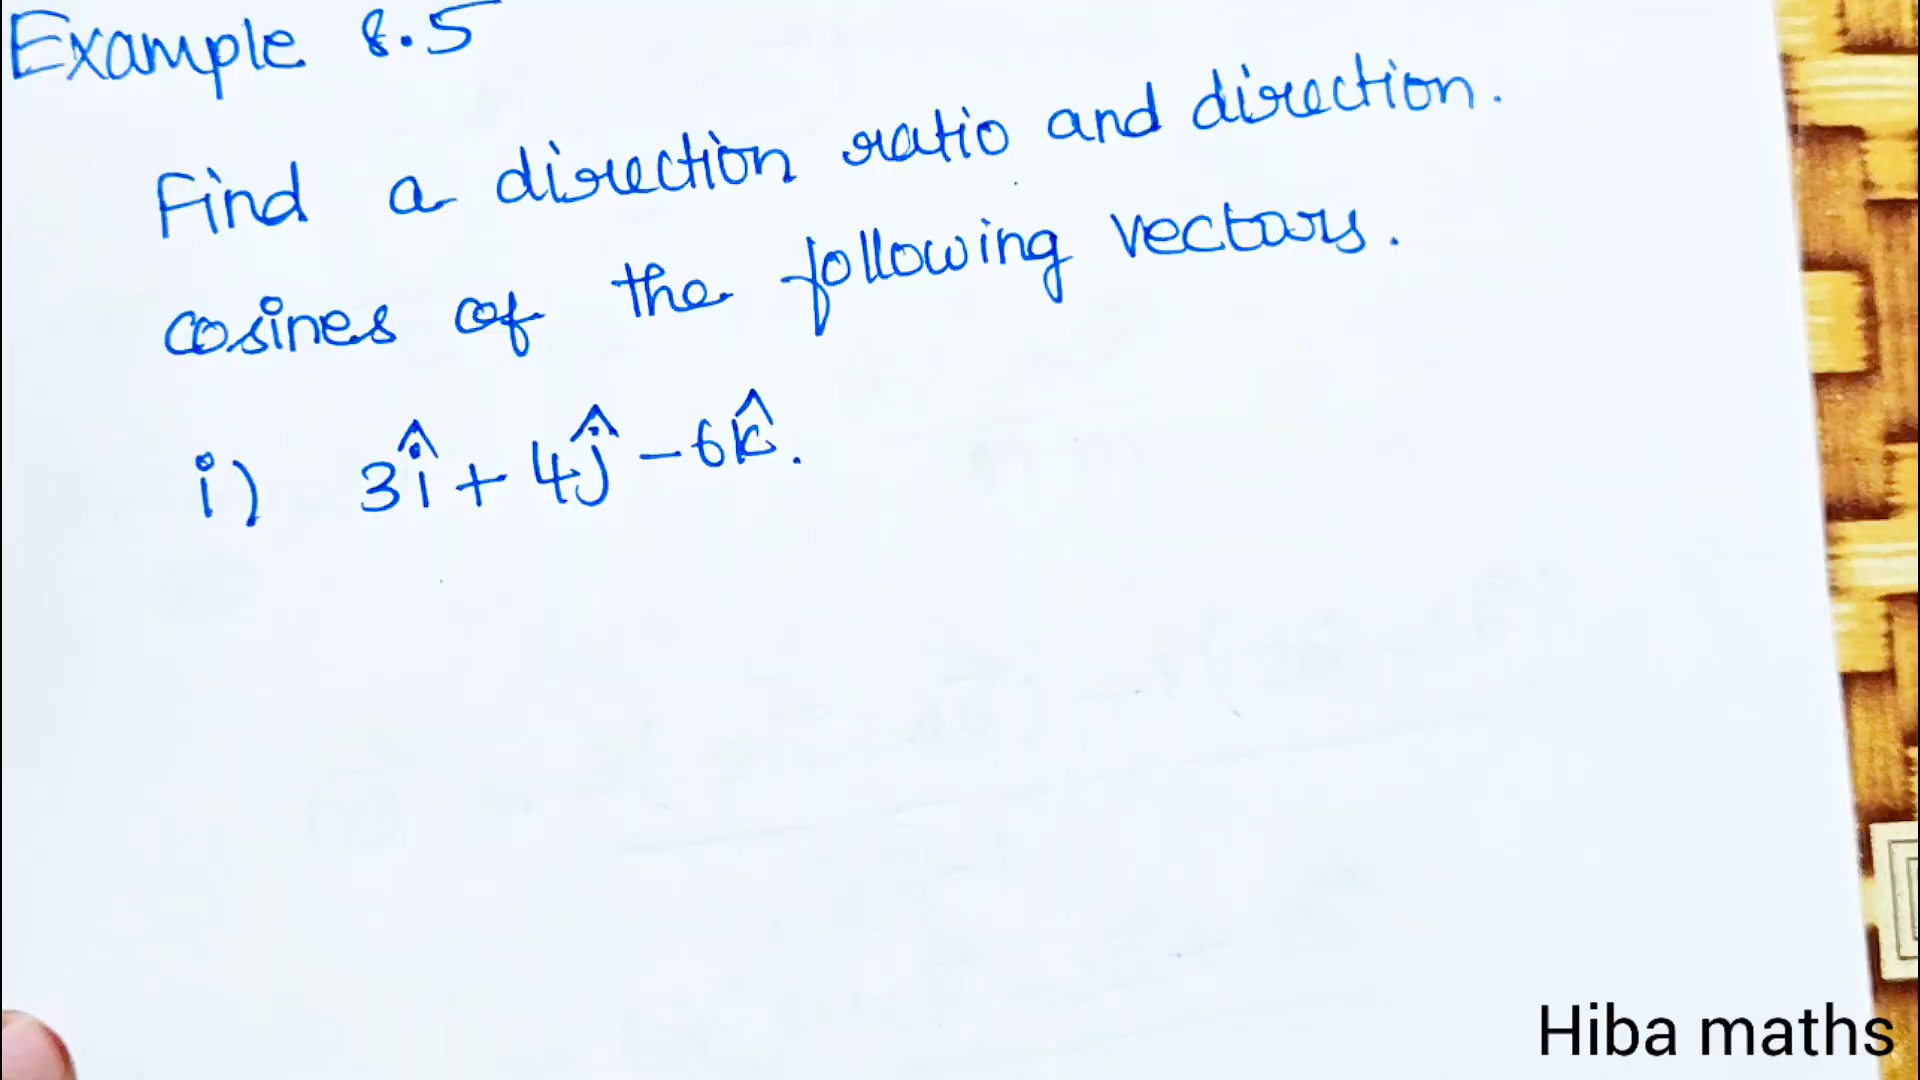 Example 8.5
Find a direction ratio and direction.
cosines of the following vectors.
i) 3î + 4ĵ - 6k̂.
Hiba maths